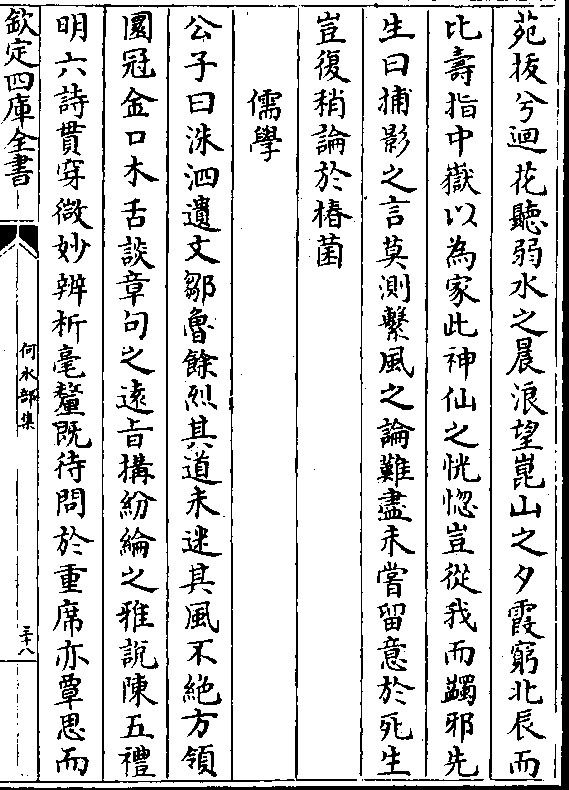 苑抜兮迴花聽弱水之晨浪望崑山之夕霞窮北辰而
比壽指中嶽以為家此神仙之恍惚豈從我而蠲邪先
生曰捕影之言莫測繫風之論難盡未嘗留意於死生
豈復稍論於椿菌
儒學
公子曰洙泗遺文鄒魯餘烈其道未迷其風不絶方領
圜冠金口木舌談章句之逺旨搆紛綸之雅說陳五禮
明六詩貫穿微妙辨析毫釐既待問於重席亦覃思而
欽定四庫全書
何水部集
三十八